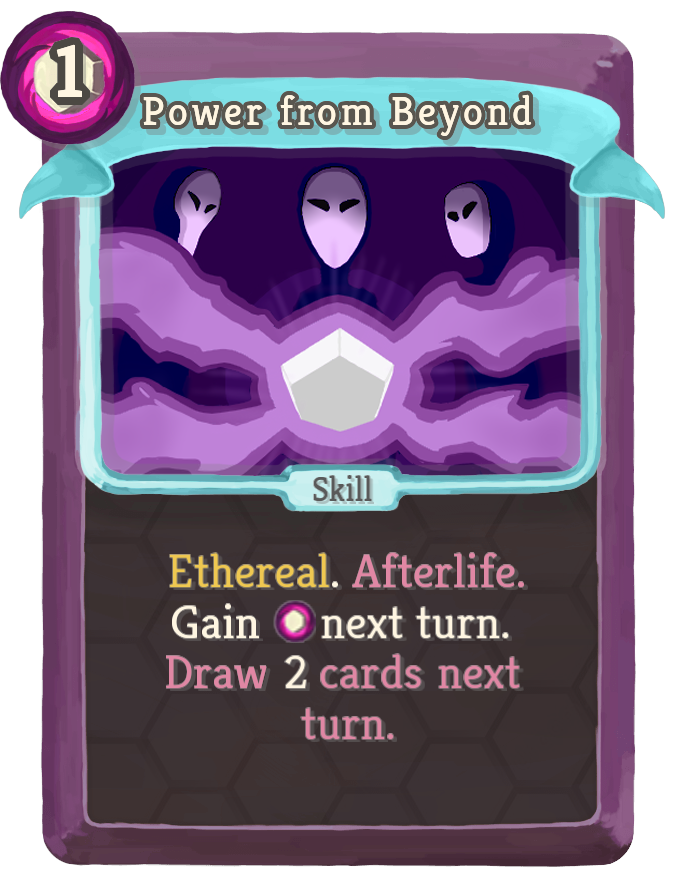 1
Power from Beyond
Skill
Ethereal. Afterlife.
Gain next turn.
Draw 2 cards next
turn.